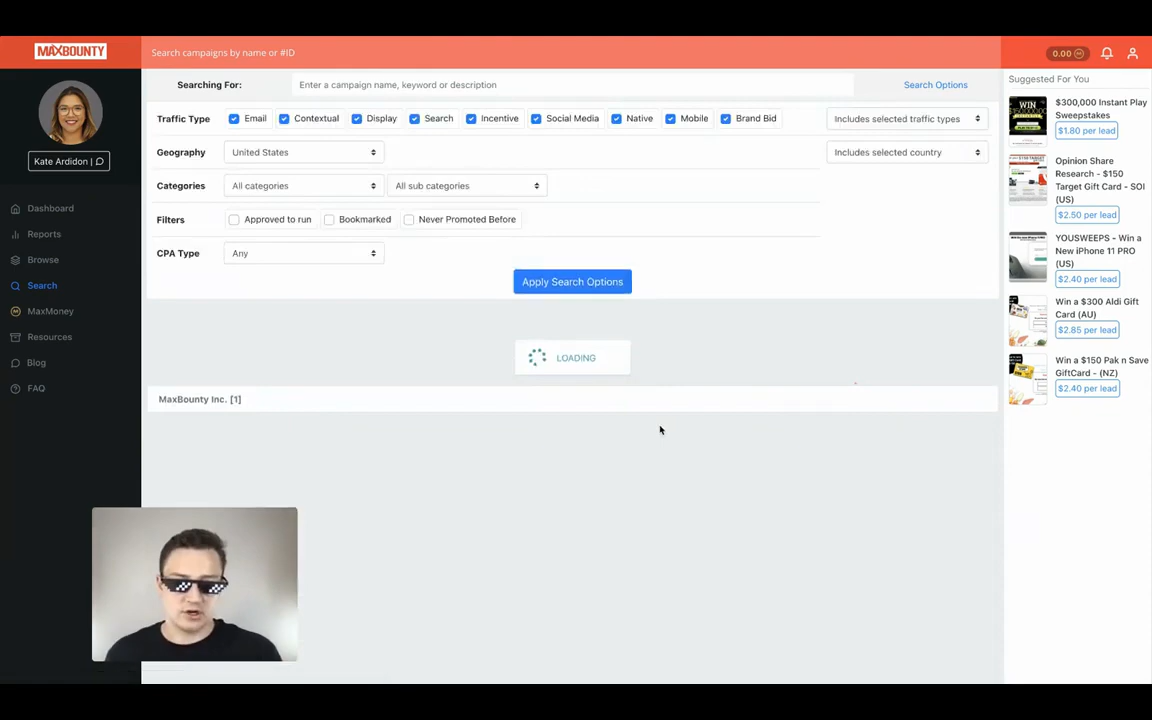 MAXBOUNTY
Search campaigns by name or #ID
0.00
Kate Ardidon |
Dashboard
Reports
Browse
Search
MaxMoney
Resources
Blog
FAQ
Searching For:
Enter a campaign name, keyword or description
Search Options
Traffic Type
Email
Contextual
Display
Search
Incentive
Social Media
Native
Mobile
Brand Bid
Includes selected traffic types
Geography
United States
Includes selected country
Categories
All categories
All sub categories
Filters
Approved to run
Bookmarked
Never Promoted Before
CPA Type
Any
Apply Search Options
LOADING
MaxBounty Inc. [1]
Suggested For You
WIN
$300,000 Instant Play
Sweepstakes
$1.80 per lead
Opinion Share
Research - $150
Target Gift Card - SOI
(US)
$2.50 per lead
YOUSWEEPS - Win a
New iPhone 11 PRO
(US)
$2.40 per lead
Win a $300 Aldi Gift
Card (AU)
$2.85 per lead
Win a $150 Pak n Save
GiftCard - (NZ)
$2.40 per lead